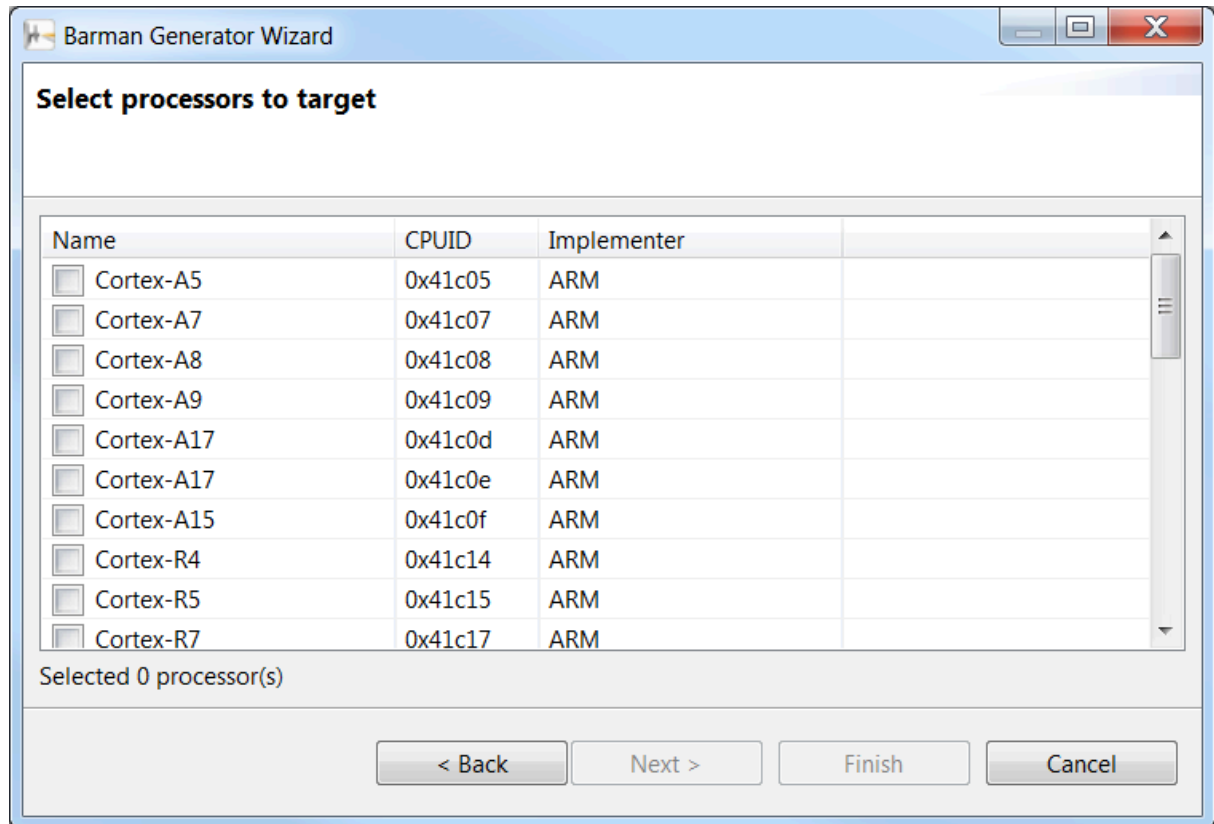 Barman Generator Wizard
Select processors to target
Name CPUID Implementer
Cortex-A5 0x41c05 ARM
Cortex-A7 0x41c07 ARM
Cortex-A8 0x41c08 ARM
Cortex-A9 0x41c09 ARM
Cortex-A17 0x41c0d ARM
Cortex-A17 0x41c0e ARM
Cortex-A15 0x41c0f ARM
Cortex-R4 0x41c14 ARM
Cortex-R5 0x41c15 ARM
Cortex-R7 0x41c17 ARM
Selected 0 processor(s)
< Back Next > Finish Cancel